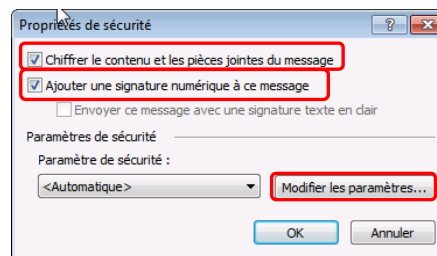 Propriétés de sécurité
Chiffrer le contenu et les pièces jointes du message
Ajouter une signature numérique à ce message
Envoyer ce message avec une signature texte en clair
Paramètres de sécurité
Paramètre de sécurité :
<Automatique>
Modifier les paramètres...
OK
Annuler